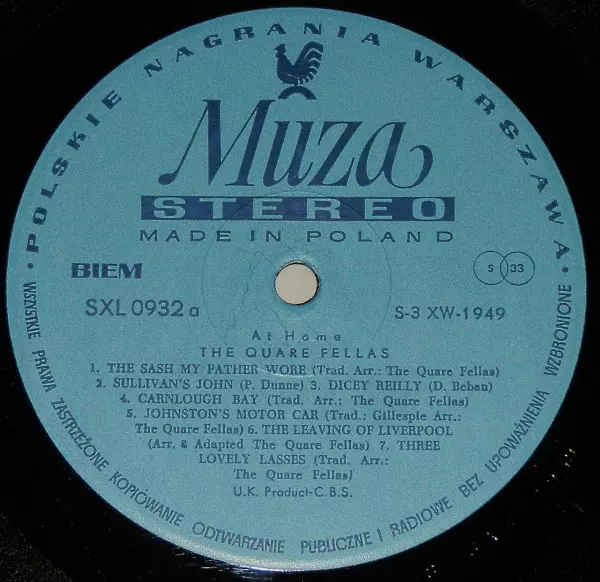 · POLSKIE NAGRANIA WARSZAWA ·
Muza
STEREO
MADE IN POLAND
BIEM
S 33
SXL 0932 a
S-3 XW-1949
At Home
THE QUARE FELLAS
1. THE SASH MY FATHER WORE (Trad. Arr.: The Quare Fellas)
2. SULLIVAN'S JOHN (P. Dunne) 3. DICEY REILLY (D. Behan)
4. CARNLOUGH BAY (Trad. Arr.: The Quare Fellas)
5. JOHNSTON'S MOTOR CAR (Trad.: Gillespie Arr.:
The Quare Fellas) 6. THE LEAVING OF LIVERPOOL
(Arr. & Adapted The Quare Fellas) 7. THREE
LOVELY LASSES (Trad. Arr.:
The Quare Fellas)
U.K. Product-C.B.S.
WSZYSTKIE PRAWA ZASTRZEŻONE KOPIOWANIE ODTWARZANIE PUBLICZNE I RADIOWE BEZ UPOWAŻNIENIA WZBRONIONE